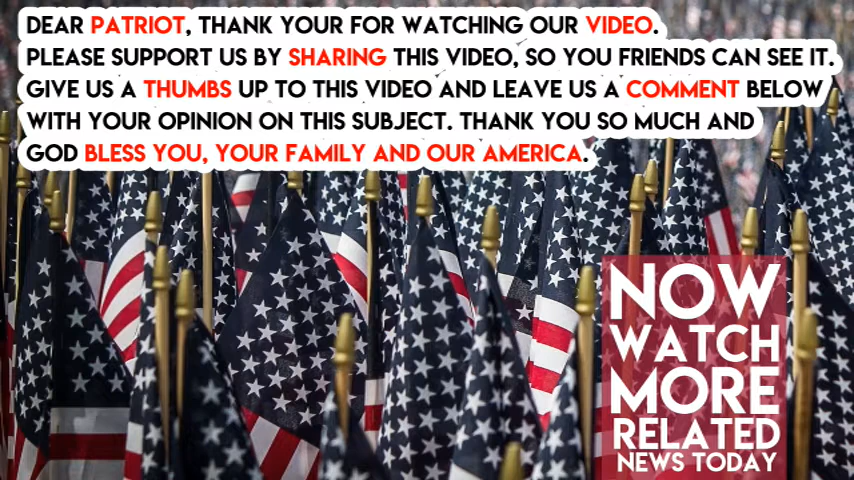 DEAR PATRIOT, THANK YOUR FOR WATCHING OUR VIDEO.
PLEASE SUPPORT US BY SHARING THIS VIDEO, SO YOU FRIENDS CAN SEE IT.
GIVE US A THUMBS UP TO THIS VIDEO AND LEAVE US A COMMENT BELOW
WITH YOUR OPINION ON THIS SUBJECT. THANK YOU SO MUCH AND
GOD BLESS YOU, YOUR FAMILY AND OUR AMERICA.
NOW
WATCH
MORE
RELATED
NEWS TODAY